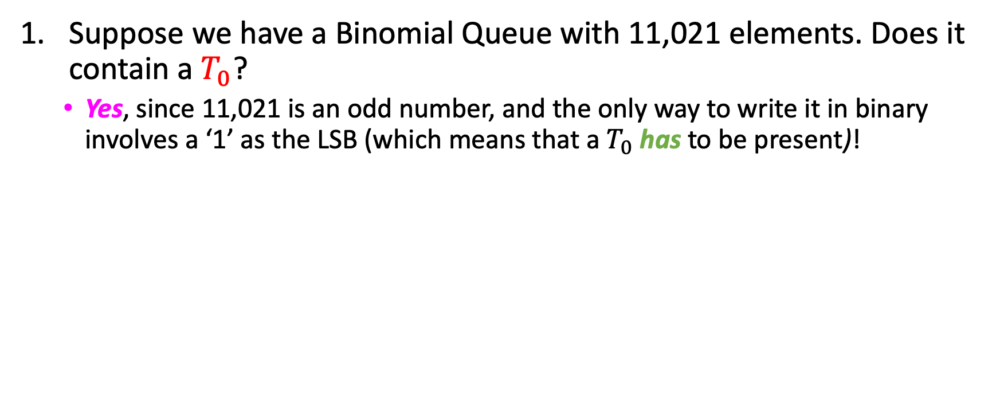 1. Suppose we have a Binomial Queue with 11,021 elements. Does it
contain a T₀?
• Yes, since 11,021 is an odd number, and the only way to write it in binary
involves a ‘1’ as the LSB (which means that a T₀ has to be present)!